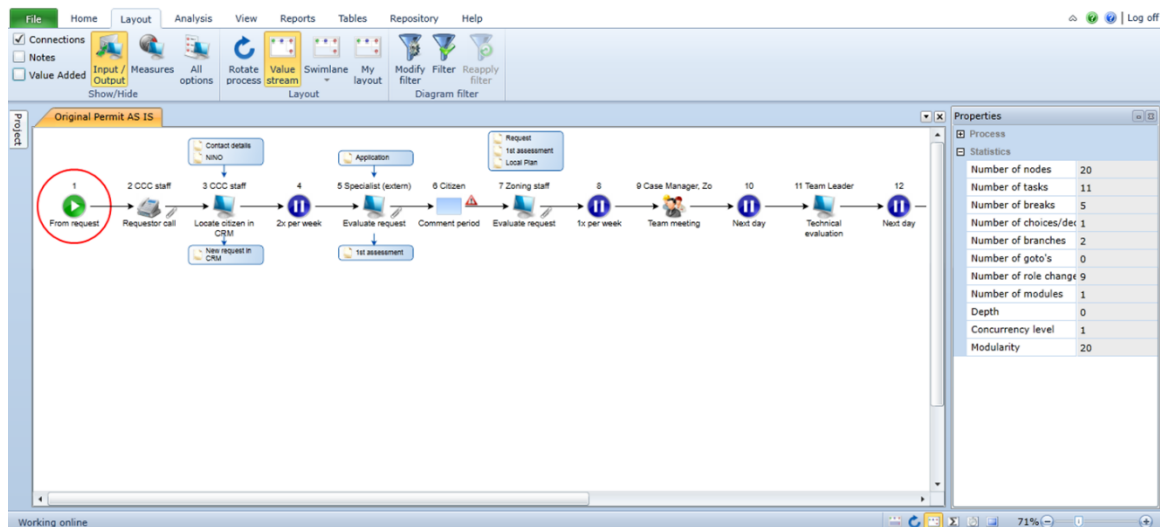 File Home Layout Analysis View Reports Tables Repository Help Log off
Connections
Notes
Value Added
Input / Output
Measures
All options
Show/Hide
Rotate process
Value stream
Swimlane
My layout
Layout
Modify filter
Filter
Reapply filter
Diagram filter
Project
Original Permit AS IS
Contact details
NINO
Application
Request
1st assessment
Local Plan
1
From request
2 CCC staff
Requestor call
3 CCC staff
Locate citizen in
CRM
New request in
CRM
4
2x per week
5 Specialist (extern)
Evaluate request
1st assessment
6 Citizen
Comment period
7 Zoning staff
Evaluate request
8
1x per week
9 Case Manager, Zo
Team meeting
10
Next day
11 Team Leader
Technical
evaluation
12
Next day
Properties
Process
Statistics
Number of nodes 20
Number of tasks 11
Number of breaks 5
Number of choices/dec 1
Number of branches 2
Number of goto's 0
Number of role change 9
Number of modules 1
Depth 0
Concurrency level 1
Modularity 20
Working online
71%
0